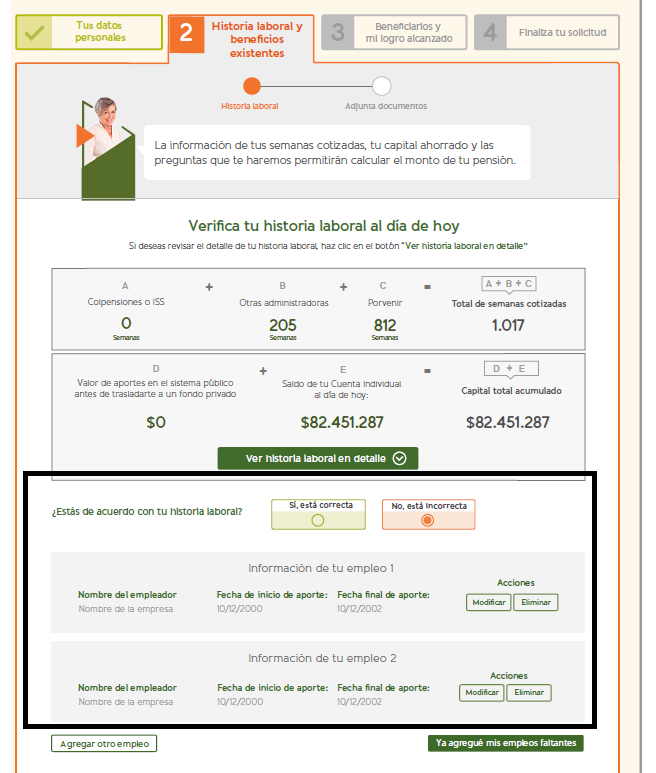 Tus datos
personales
2
Historia laboral y
beneficios
existentes
3
Beneficiarios y
mi logro alcanzado
4
Finaliza tu solicitud
Historia laboral
Adjunta documentos
La información de tus semanas cotizadas, tu capital ahorrado y las
preguntas que te haremos permitirán calcular el monto de tu pensión.
Verifica tu historia laboral al día de hoy
Si deseas revisar el detalle de tu historia laboral, haz clic en el botón "Ver historia laboral en detalle"
A + B + C = A + B + C
Colpensiones o ISS Otras administradoras Porvenir Total de semanas cotizadas
0 205 812 1.017
Semanas Semanas Semanas
D + E = D + E
Valor de aportes en el sistema público
antes de trasladarte a un fondo privado
Saldo de tu Cuenta Individual
al día de hoy:
Capital total acumulado
$0 $82.451.287 $82.451.287
Ver historia laboral en detalle
¿Estás de acuerdo con tu historia laboral?
Sí, está correcta
No, está incorrecta
Información de tu empleo 1
Acciones
Nombre del empleador Fecha de inicio de aporte: Fecha final de aporte:
Modificar Eliminar
Nombre de la empresa 10/12/2000 10/12/2002
Información de tu empleo 2
Acciones
Nombre del empleador Fecha de inicio de aporte: Fecha final de aporte:
Modificar Eliminar
Nombre de la empresa 10/12/2000 10/12/2002
Agregar otro empleo
Ya agregué mis empleos faltantes